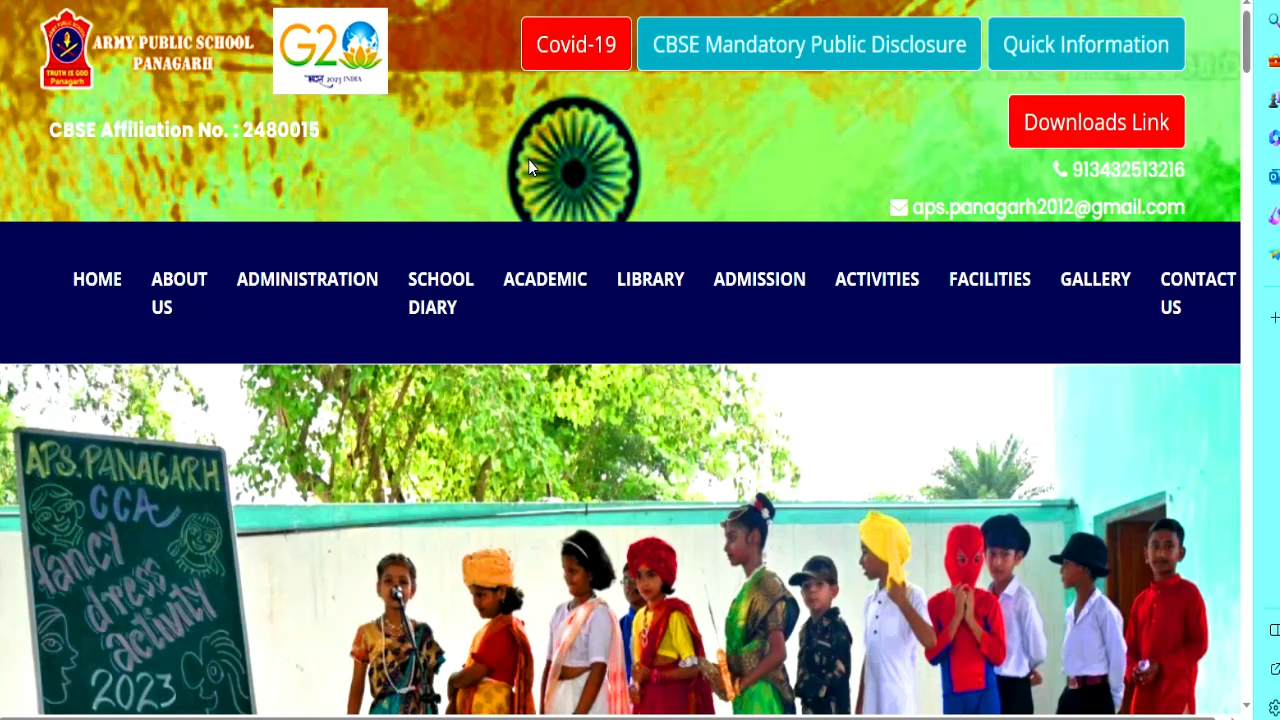 ARMY PUBLIC SCHOOL
PANAGARH
TRUTH IS GOD
Panagarh
G20
2023 INDIA
Covid-19
CBSE Mandatory Public Disclosure
Quick Information
CBSE Affiliation No. : 2480015
Downloads Link
913432513216
aps.panagarh2012@gmail.com
HOME
ABOUT
US
ADMINISTRATION
SCHOOL
DIARY
ACADEMIC
LIBRARY
ADMISSION
ACTIVITIES
FACILITIES
GALLERY
CONTACT
US
APS.PANAGARH
CCA
fancy
dress
activity
2023